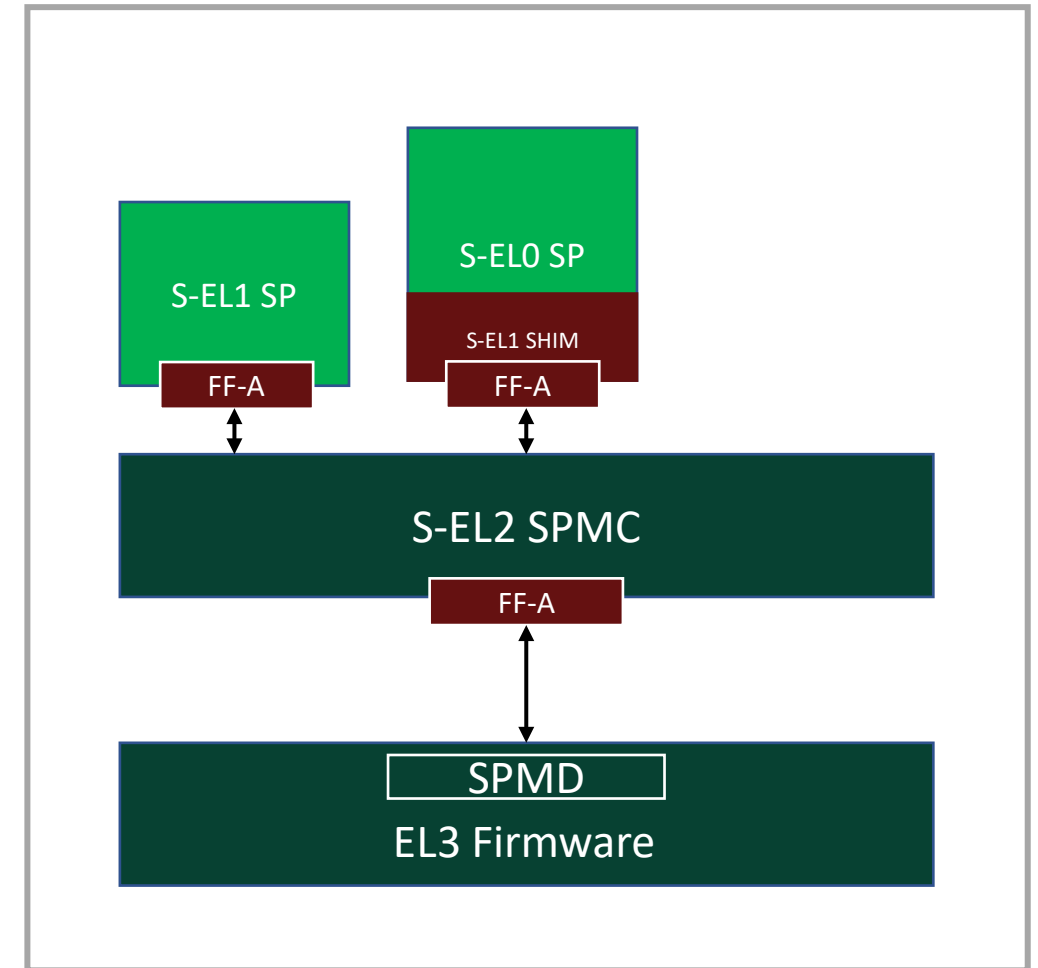 S-EL0 SP
S-EL1 SP
S-EL1 SHIM
FF-A
FF-A
S-EL2 SPMC
FF-A
SPMD
EL3 Firmware